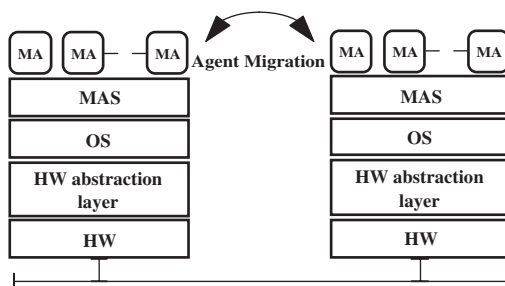 MA MA MA Agent Migration MA MA MA
MAS MAS
OS OS
HW abstraction layer HW abstraction layer
HW HW